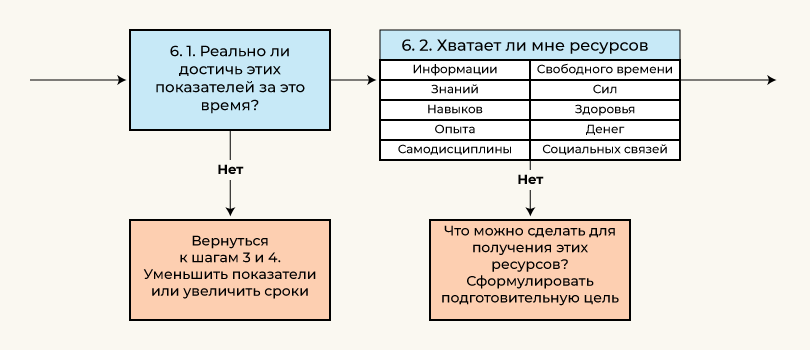 6. 1. Реально ли
достичь этих
показателей за это
время?
6. 2. Хватает ли мне ресурсов
Информации
Свободного времени
Знаний
Сил
Навыков
Здоровья
Опыта
Денег
Самодисциплины
Социальных связей
Нет
Нет
Вернуться
к шагам 3 и 4.
Уменьшить показатели
или увеличить сроки
Что можно сделать для
получения этих
ресурсов?
Сформулировать
подготовительную цель